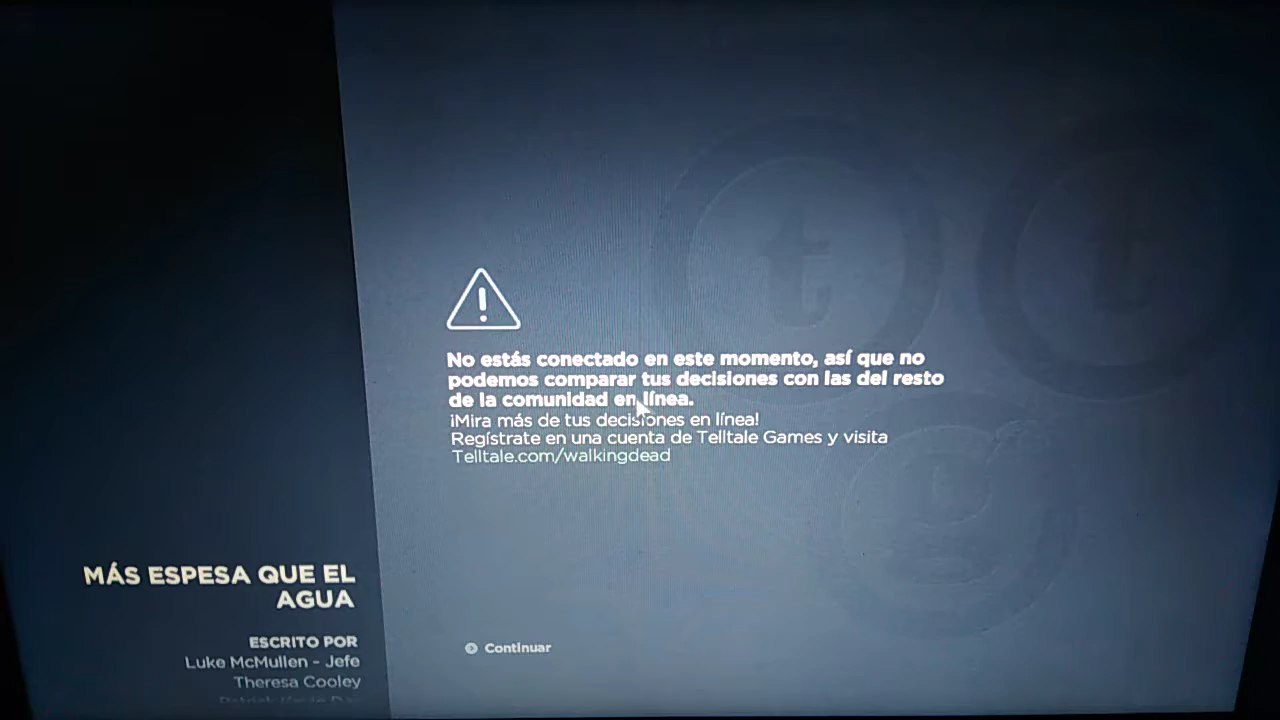 No estás conectado en este momento, así que no
podemos comparar tus decisiones con las del resto
de la comunidad en línea.
¡Mira más de tus decisiones en línea!
Regístrate en una cuenta de Telltale Games y visita
Telltale.com/walkingdead
MÁS ESPESA QUE EL
AGUA
ESCRITO POR
Luke McMullen - Jefe
Theresa Cooley
Continuar
t
t
g